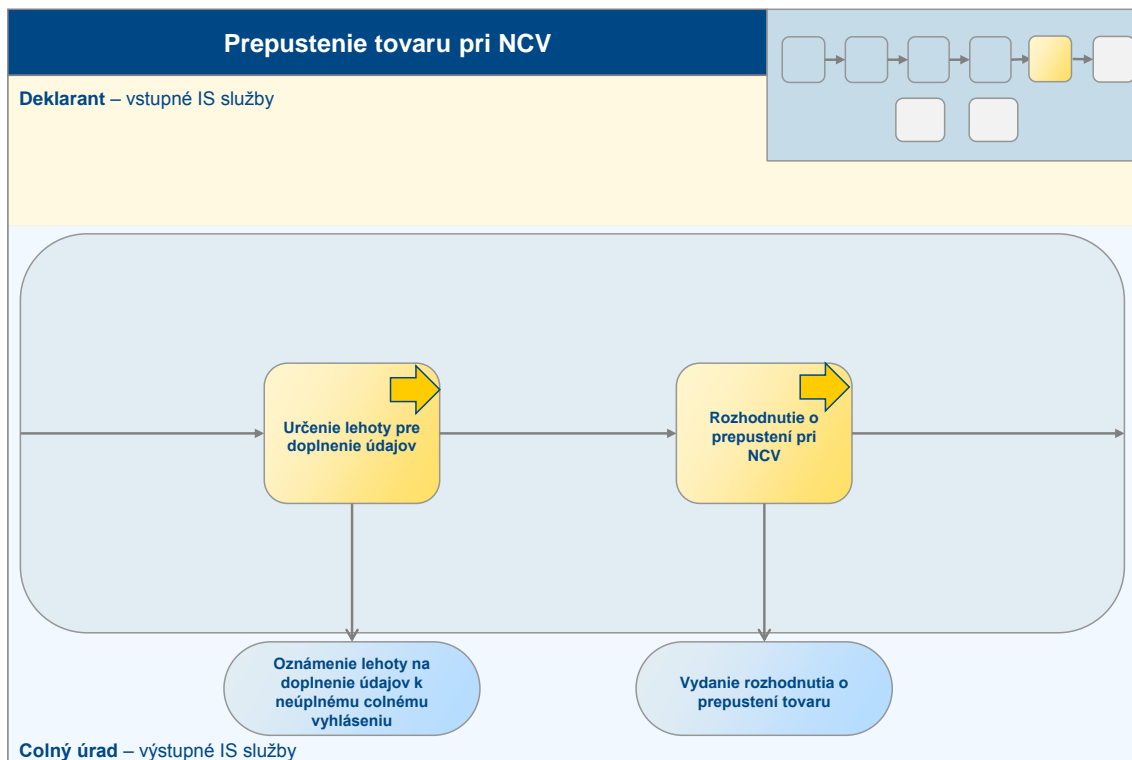 Prepustenie tovaru pri NCV
Deklarant – vstupné IS služby
Určenie lehoty pre
doplnenie údajov
Rozhodnutie o
prepustení pri
NCV
Oznámenie lehoty na
doplnenie údajov k
neúplnému colnému
vyhláseniu
Vydanie rozhodnutia o
prepustení tovaru
Colný úrad – výstupné IS služby